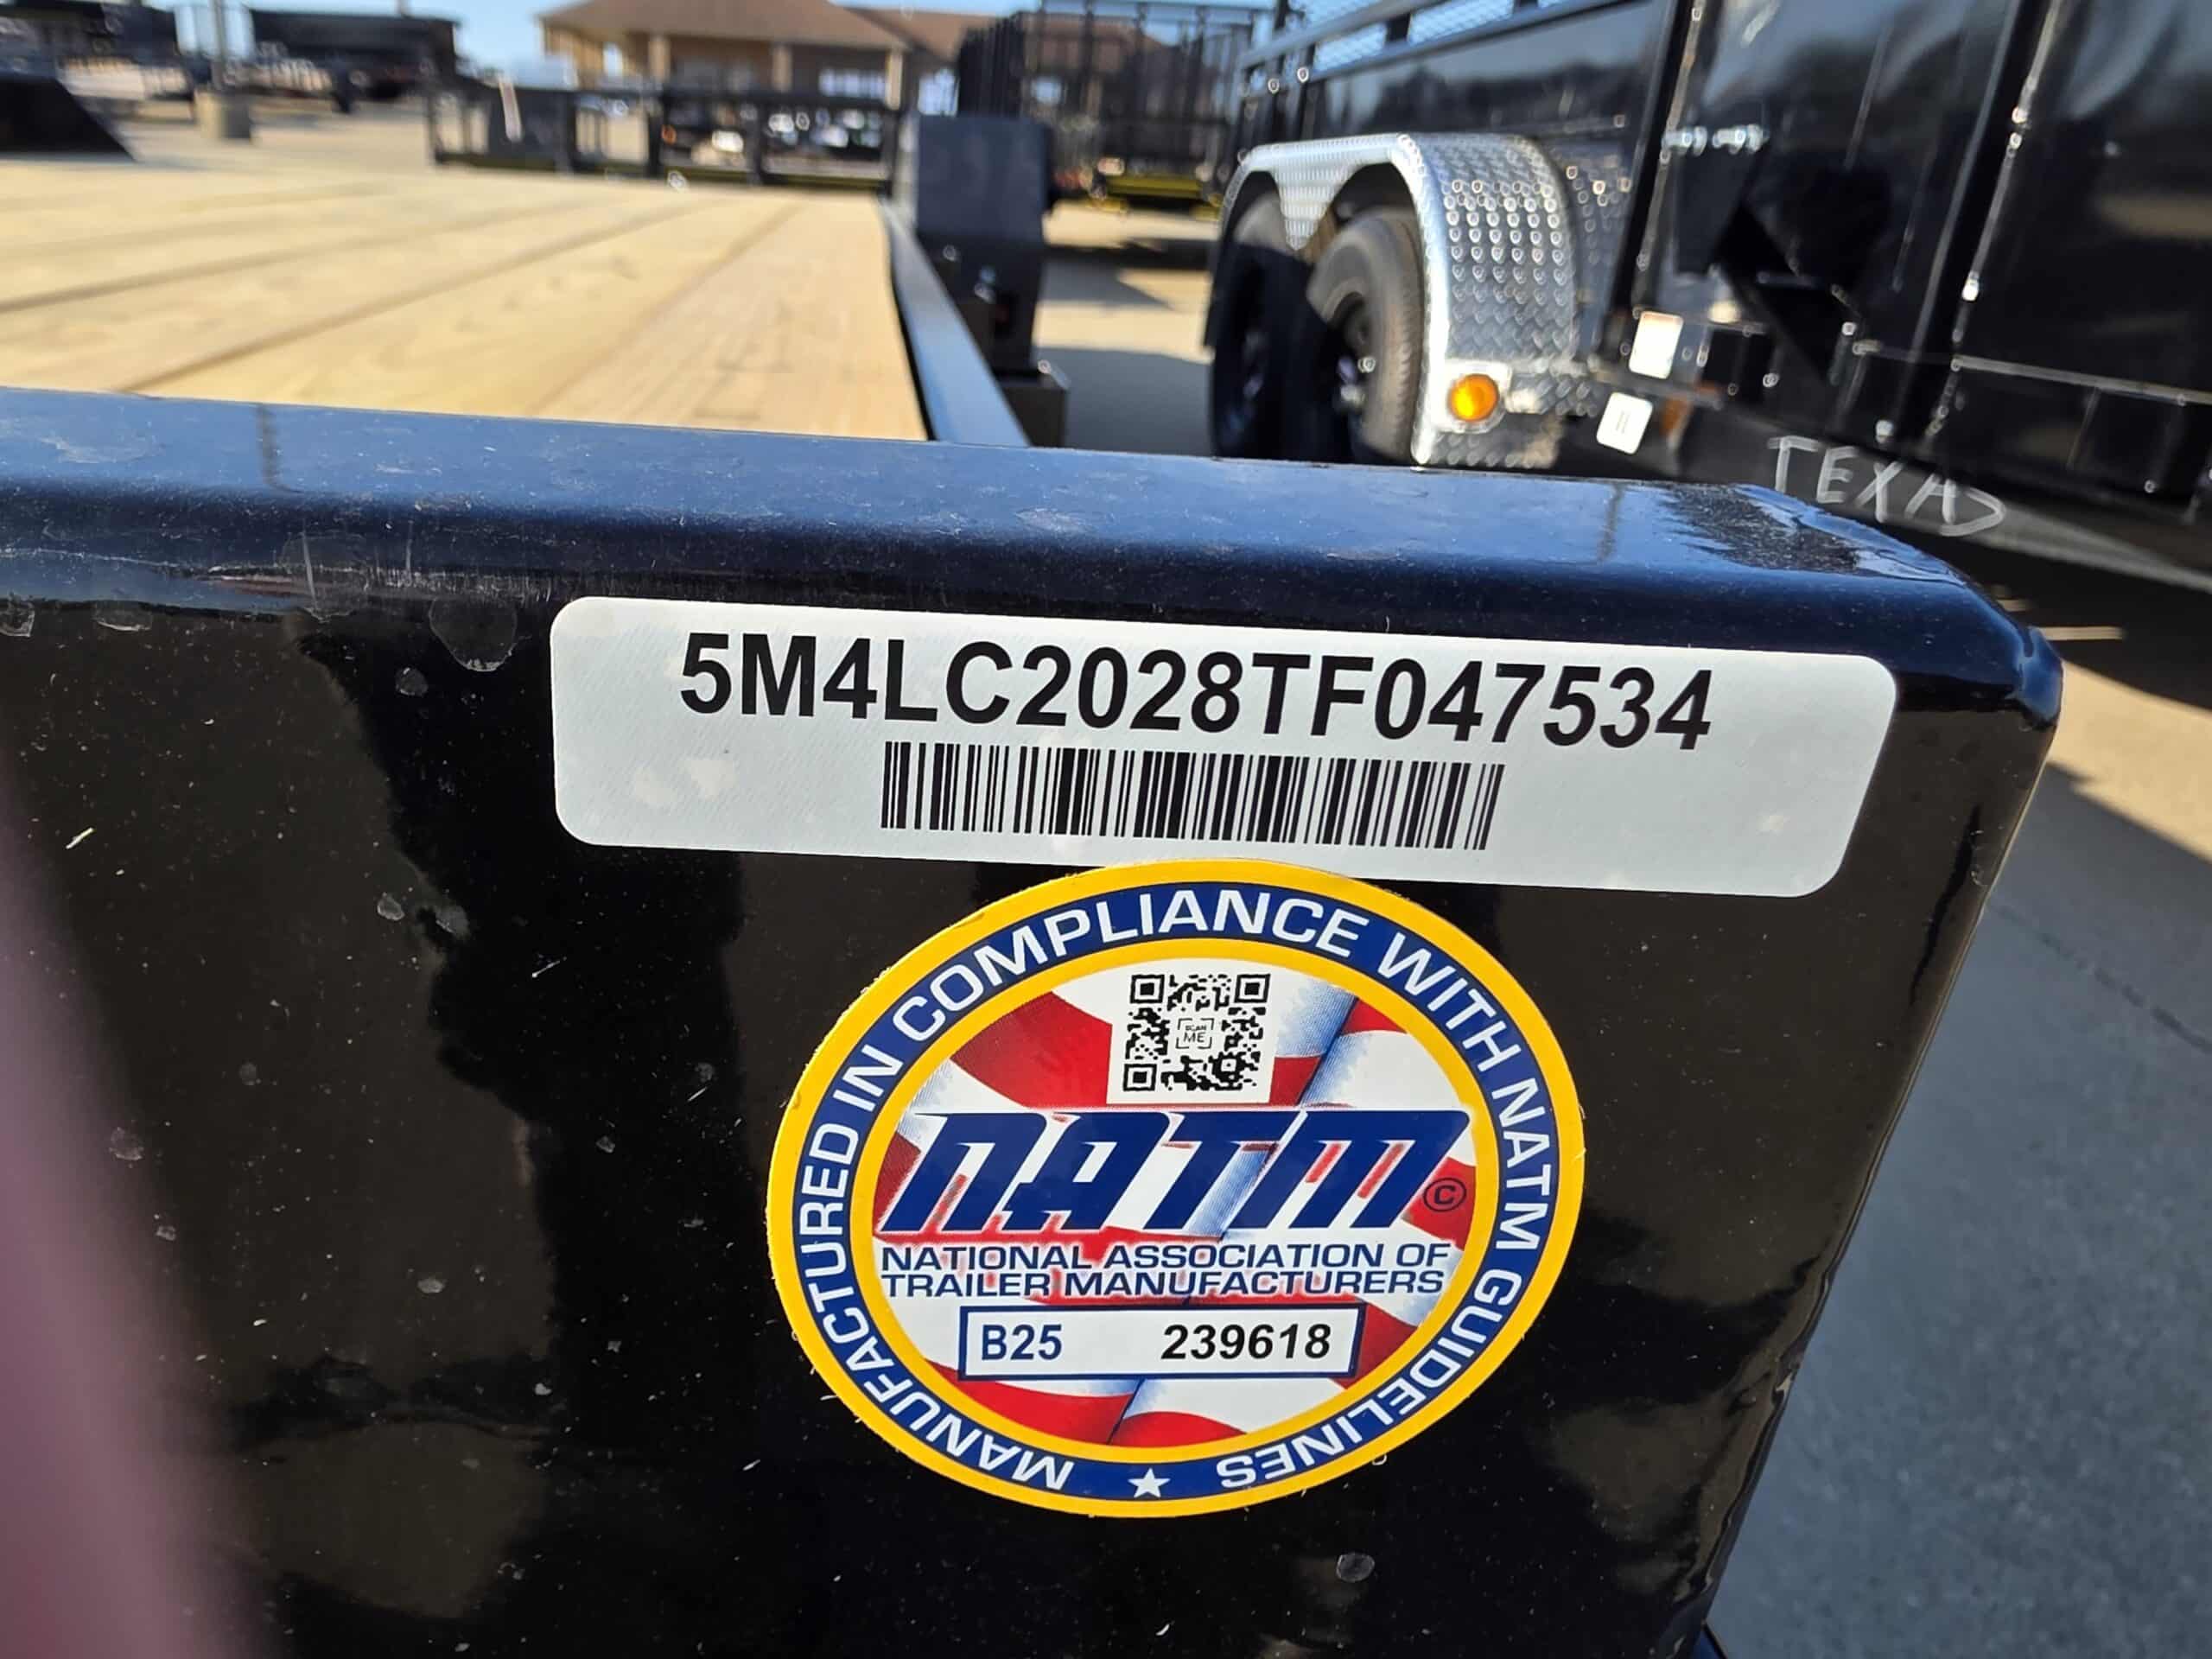 TEXAS
5M4LC2028TF047534
MANUFACTURED IN COMPLIANCE WITH NATM GUIDELINES
SCAN
ME
NATM©
NATIONAL ASSOCIATION OF
TRAILER MANUFACTURERS
B25 239618